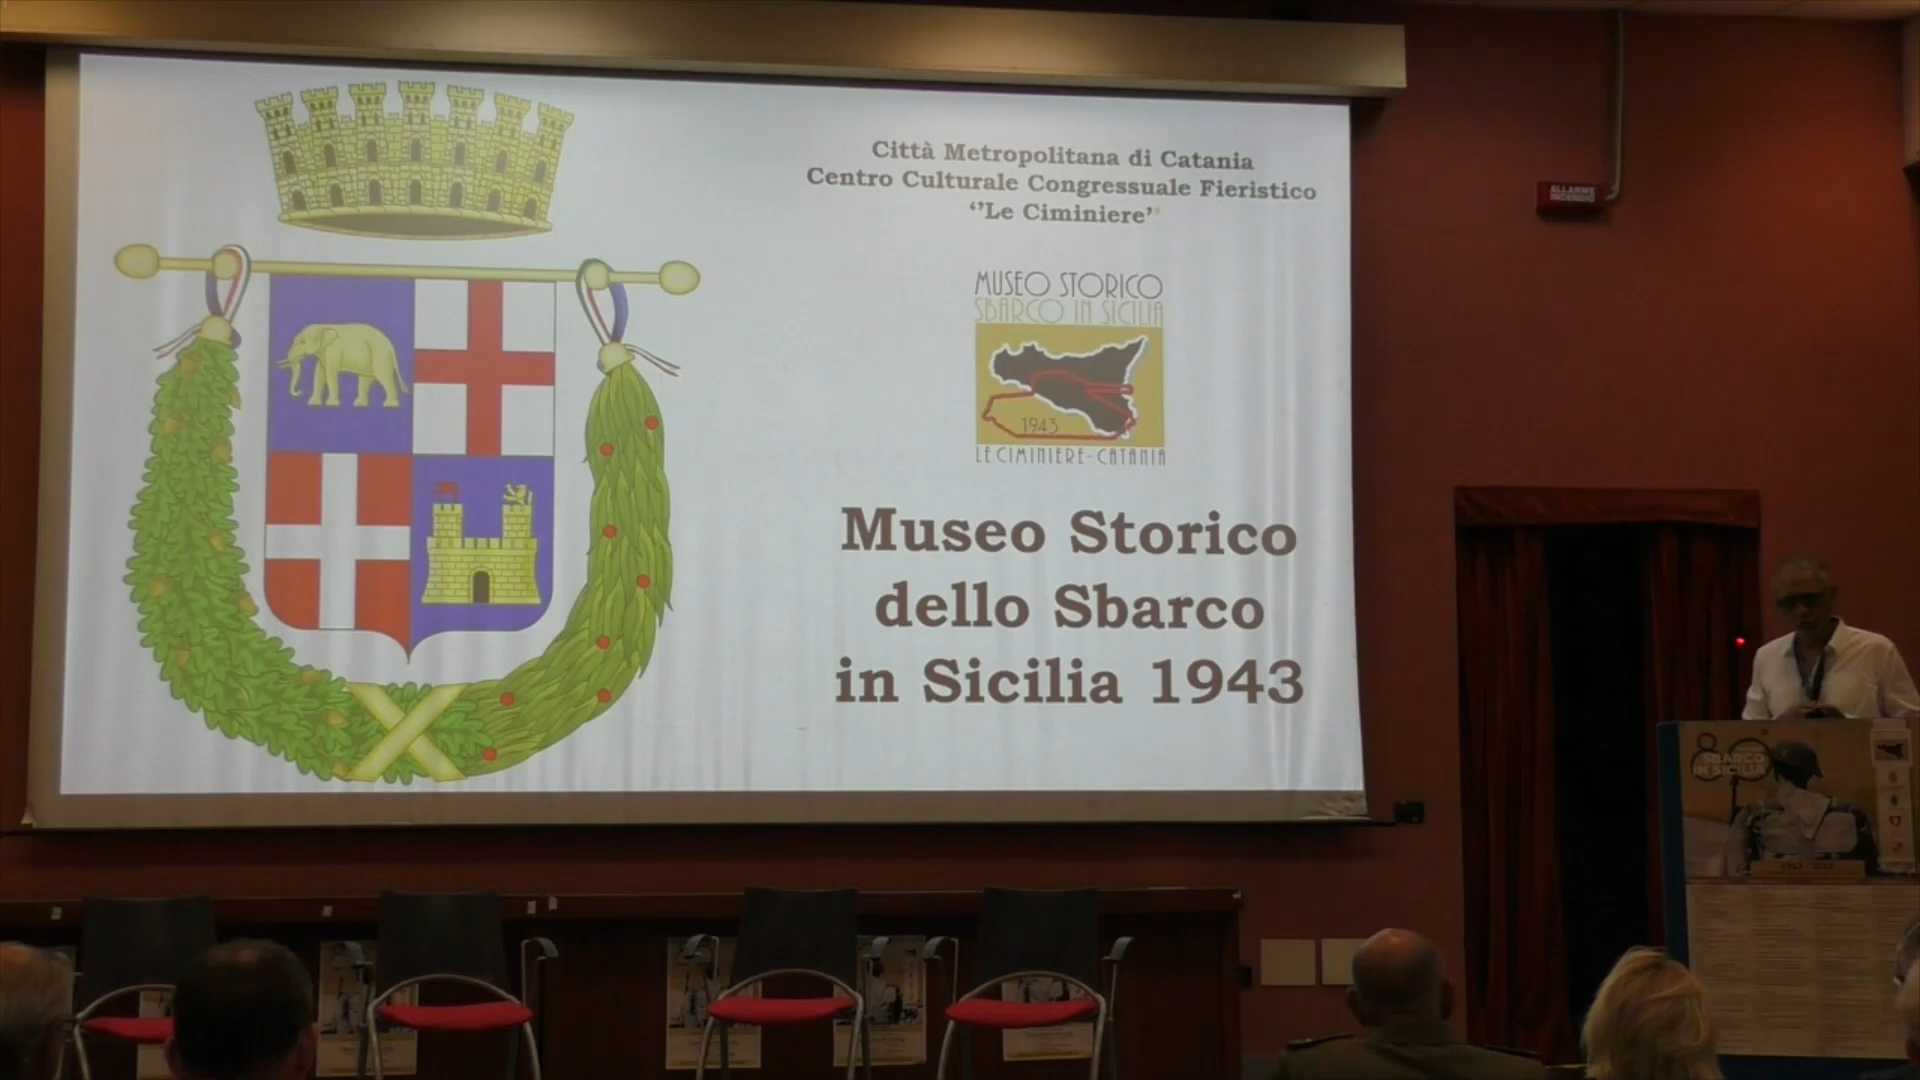 Città Metropolitana di Catania
Centro Culturale Congressuale Fieristico
‘’Le Ciminiere’’
MUSEO STORICO
SBARCO IN SICILIA
1943
LE CIMINIERE-CATANIA
Museo Storico
dello Sbarco
in Sicilia 1943
ALLARME
INCENDIO
SBARCO
IN SICILIA